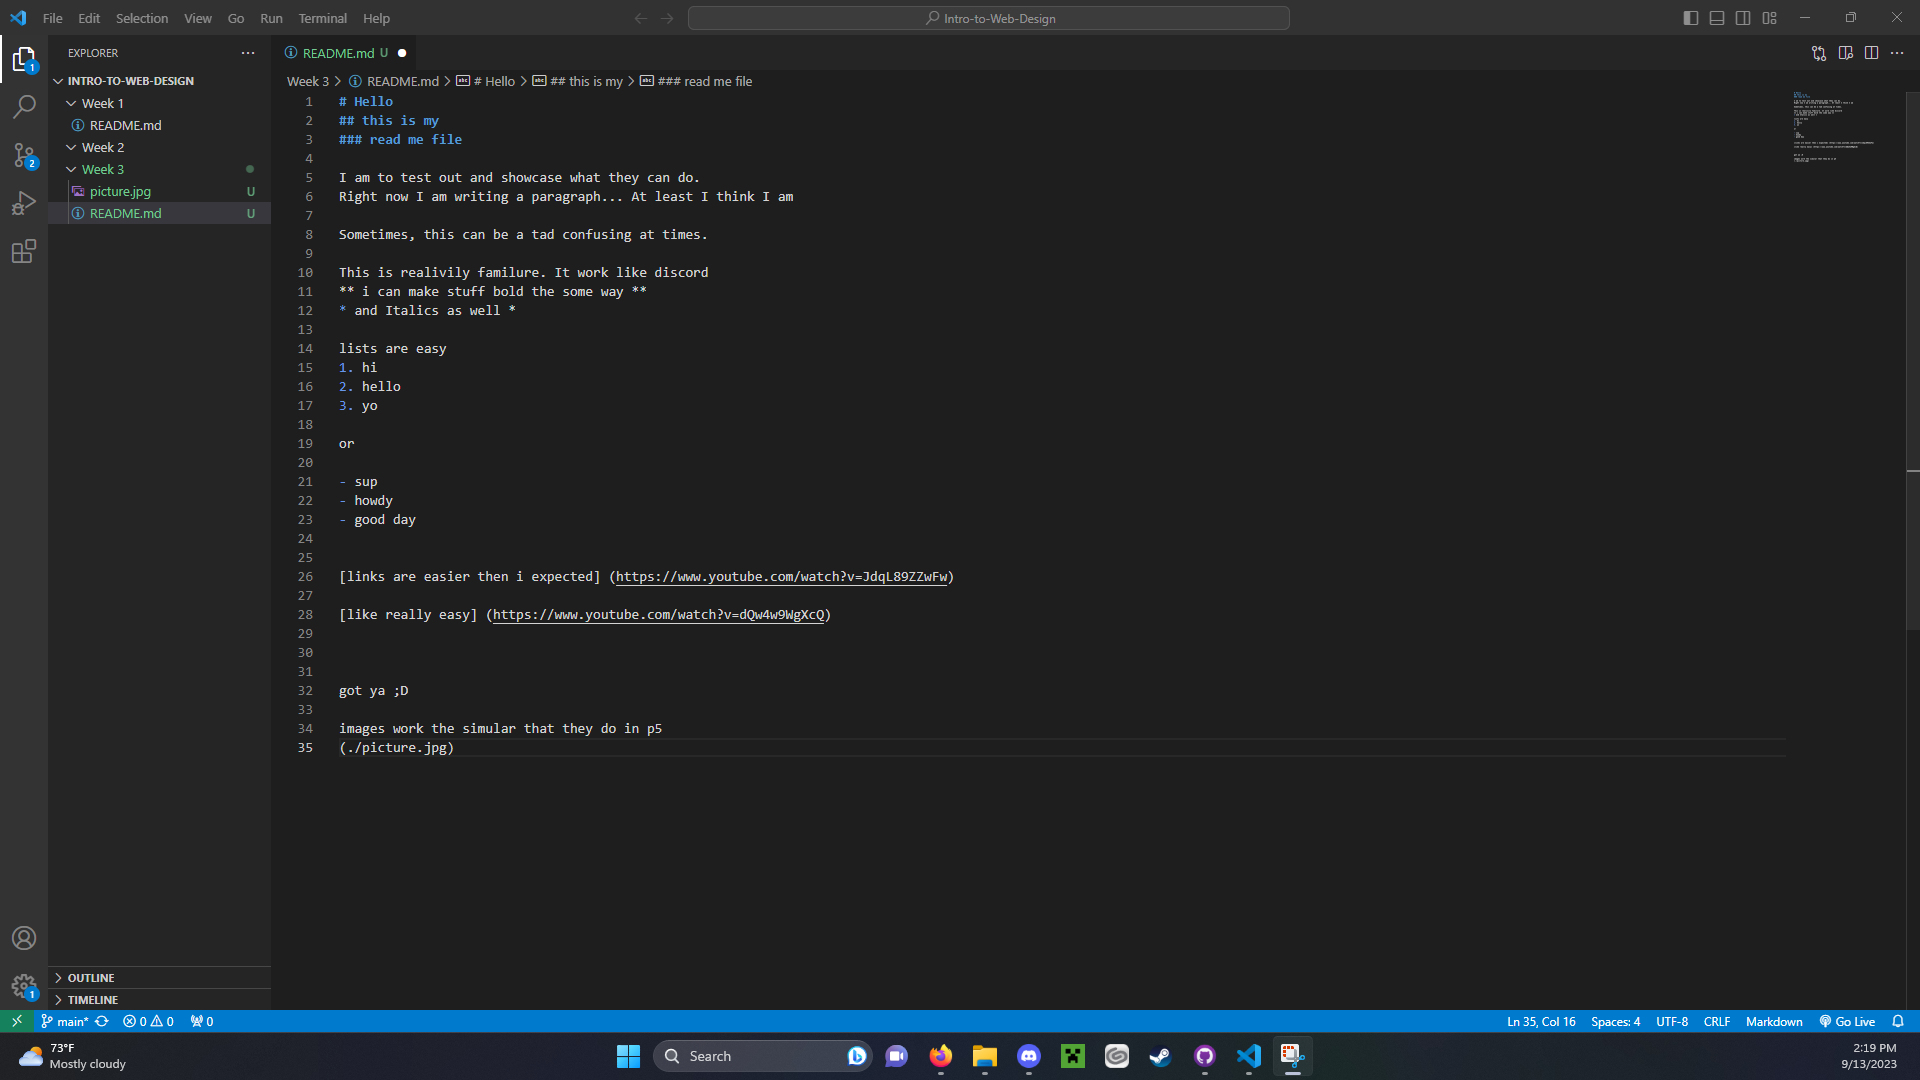 File Edit Selection View Go Run Terminal Help
Intro-to-Web-Design
EXPLORER
README.md U
INTRO-TO-WEB-DESIGN
Week 1
README.md
Week 2
Week 3
picture.jpg U
README.md U
OUTLINE
TIMELINE
1
2
1
Week 3 > README.md > # Hello > ## this is my > ### read me file
1 # Hello
2 ## this is my
3 ### read me file
4
5 I am to test out and showcase what they can do.
6 Right now I am writing a paragraph... At least I think I am
7
8 Sometimes, this can be a tad confusing at times.
9
10 This is realivily familure. It work like discord
11 ** i can make stuff bold the some way **
12 * and Italics as well *
13
14 lists are easy
15 1. hi
16 2. hello
17 3. yo
18
19 or
20
21 - sup
22 - howdy
23 - good day
24
25
26 [links are easier then i expected] (https://www.youtube.com/watch?v=JdqL89ZZwFw)
27
28 [like really easy] (https://www.youtube.com/watch?v=dQw4w9WgXcQ)
29
30
31
32 got ya ;D
33
34 images work the simular that they do in p5
35 (./picture.jpg)
main* 0 0 0
Ln 35, Col 16 Spaces: 4 UTF-8 CRLF Markdown Go Live
73°F
Mostly cloudy
Search
2:19 PM
9/13/2023